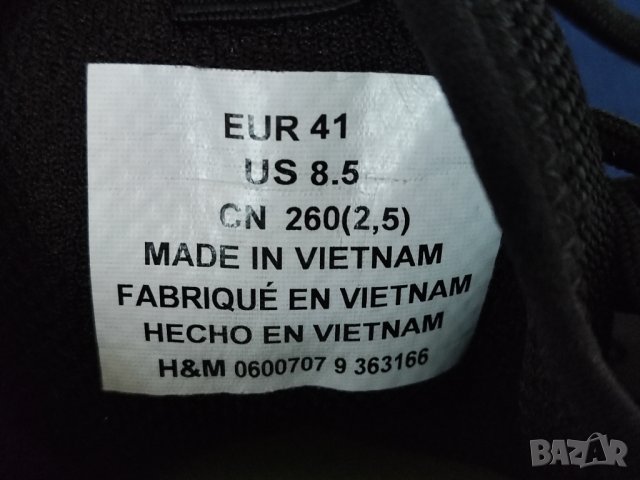 EUR 41
US 8.5
CN 260(2,5)
MADE IN VIETNAM
FABRIQUÉ EN VIETNAM
HECHO EN VIETNAM
H&M 0600707 9 363166
BAZAR